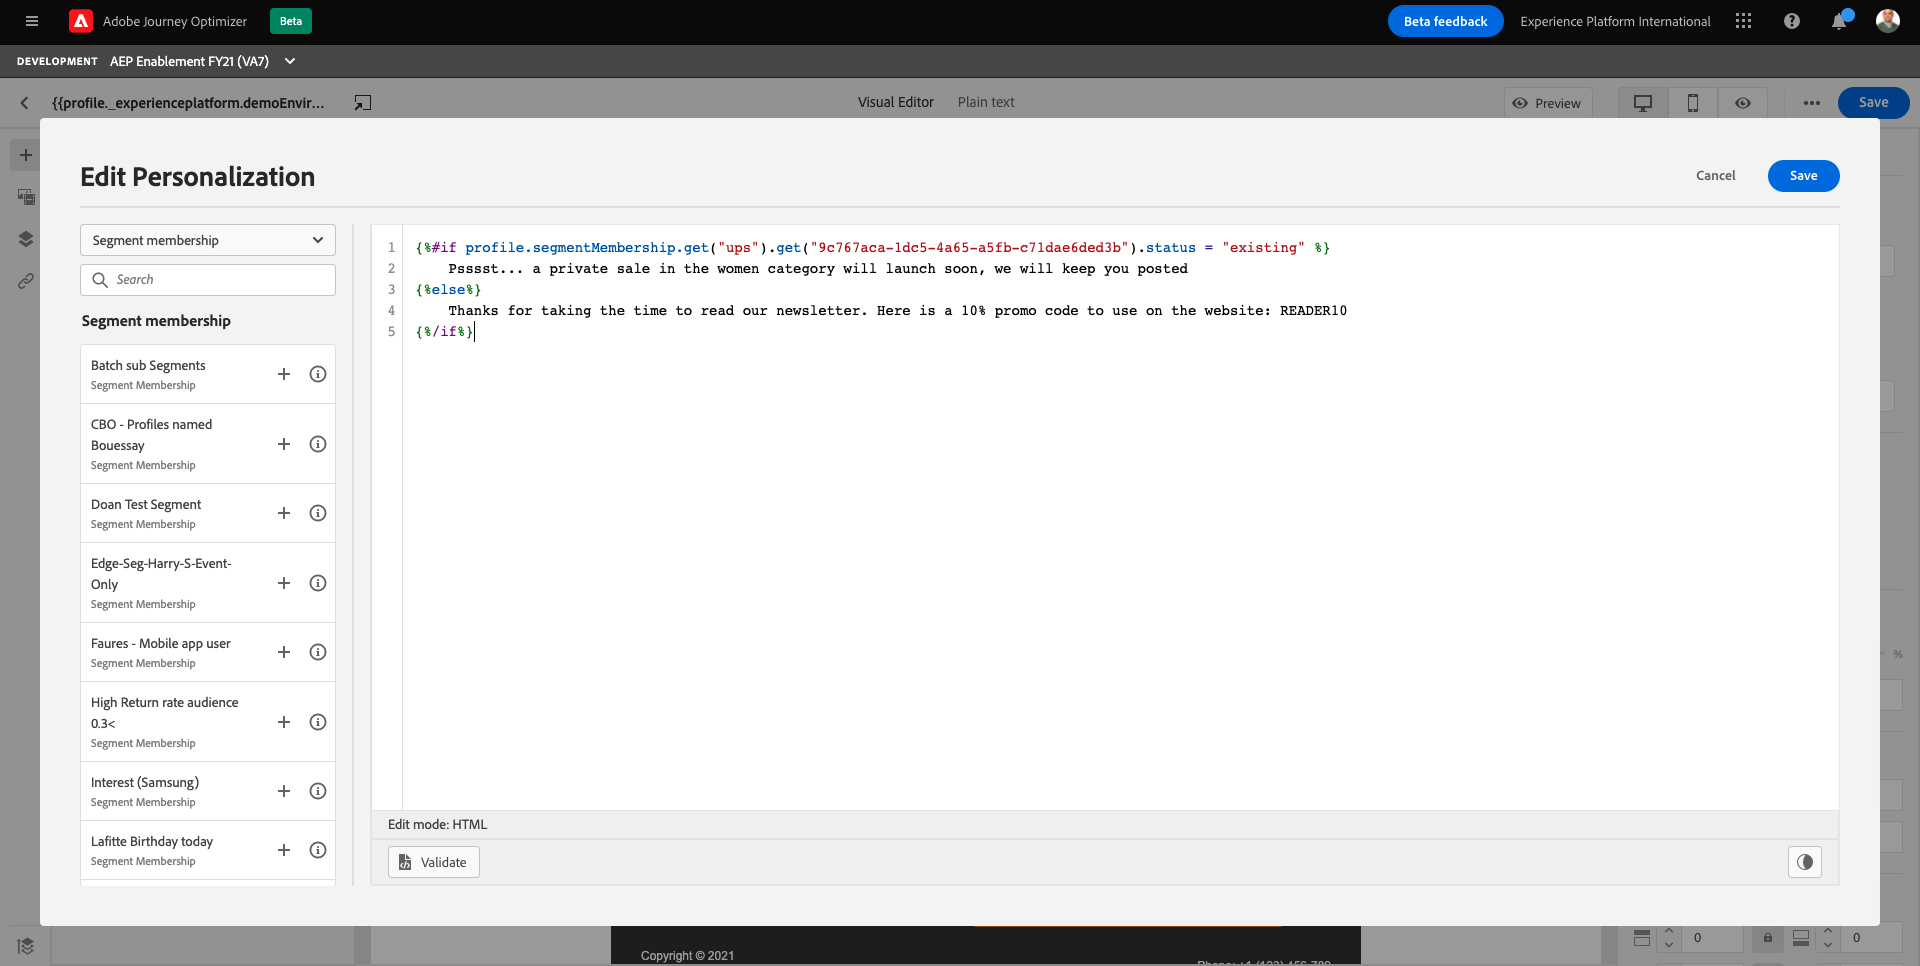 Adobe Journey Optimizer
Beta
Beta feedback
Experience Platform International
DEVELOPMENT AEP Enablement FY21 (VA7)
{{profile._experienceplatform.demoEnvir...
Visual Editor
Plain text
Preview
Save
Edit Personalization
Cancel
Save
Segment membership
Search
Segment membership
Batch sub Segments
Segment Membership
CBO - Profiles named
Bouessay
Segment Membership
Doan Test Segment
Segment Membership
Edge-Seg-Harry-S-Event-
Only
Segment Membership
Faures - Mobile app user
Segment Membership
High Return rate audience
0.3<
Segment Membership
Interest (Samsung)
Segment Membership
Lafitte Birthday today
Segment Membership
1 {%#if profile.segmentMembership.get("ups").get("9c767aca-1dc5-4a65-a5fb-c71dae6ded3b").status = "existing" %}
2 Psssst... a private sale in the women category will launch soon, we will keep you posted
3 {%else%}
4 Thanks for taking the time to read our newsletter. Here is a 10% promo code to use on the website: READER10
5 {%/if%}
Edit mode: HTML
Validate
%
Copyright © 2021
Phone: +1 (123) 456-789
0
0